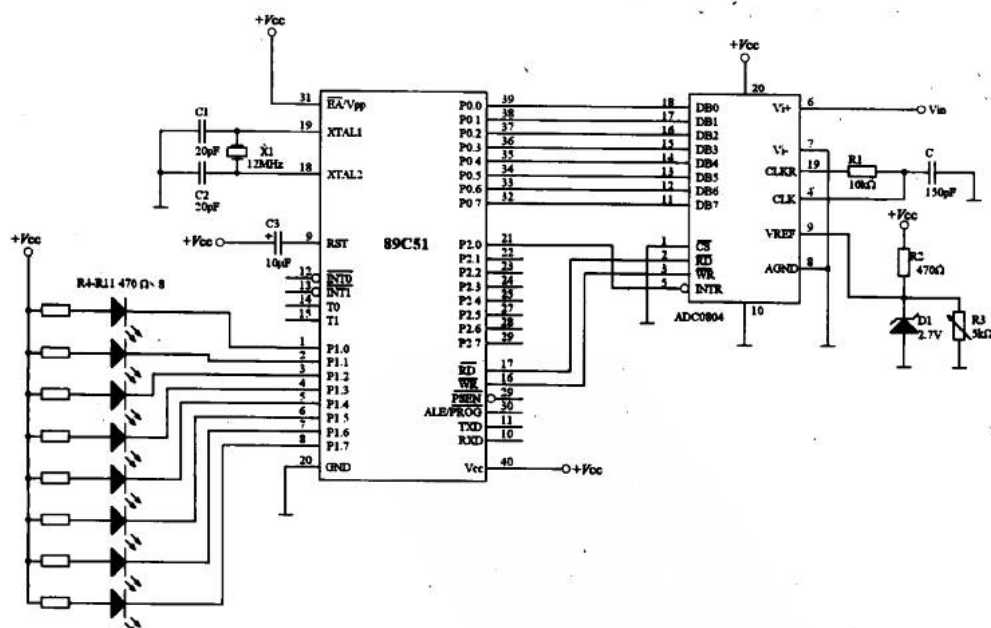 +Vcc
31 EA/Vpp
C1
19 XTAL1
20pF
X1
12MHz
18 XTAL2
C2
20pF
+Vcc
C3
+
10μF
9 RST
89C51
12 INT0
13 INT1
14 T0
15 T1
+Vcc
R4-R11 470 Ω× 8
1 P1.0
2 P1.1
3 P1.2
4 P1.3
5 P1.4
6 P1.5
7 P1.6
8 P1.7
20 GND
P0.0 39
P0.1 38
P0.2 37
P0.3 36
P0.4 35
P0.5 34
P0.6 33
P0.7 32
P2.0 21
P2.1 22
P2.2 23
P2.3 24
P2.4 25
P2.5 27
P2.6 28
P2.7 29
RD 17
WR 16
PSEN 29
ALE/PROG 30
TXD 11
RXD 10
Vcc 40
+Vcc
+Vcc
20
18 DB0
17 DB1
16 DB2
15 DB3
14 DB4
13 DB5
12 DB6
11 DB7
1 CS
2 RD
3 WR
5 INTR
ADC0804
10
Vi+ 6
Vin
Vi- 7
CLKR 19
R1
10kΩ
C
150pF
CLK 4
VREF 9
AGND 8
+Vcc
R2
470Ω
D1
2.7V
R3
5kΩ